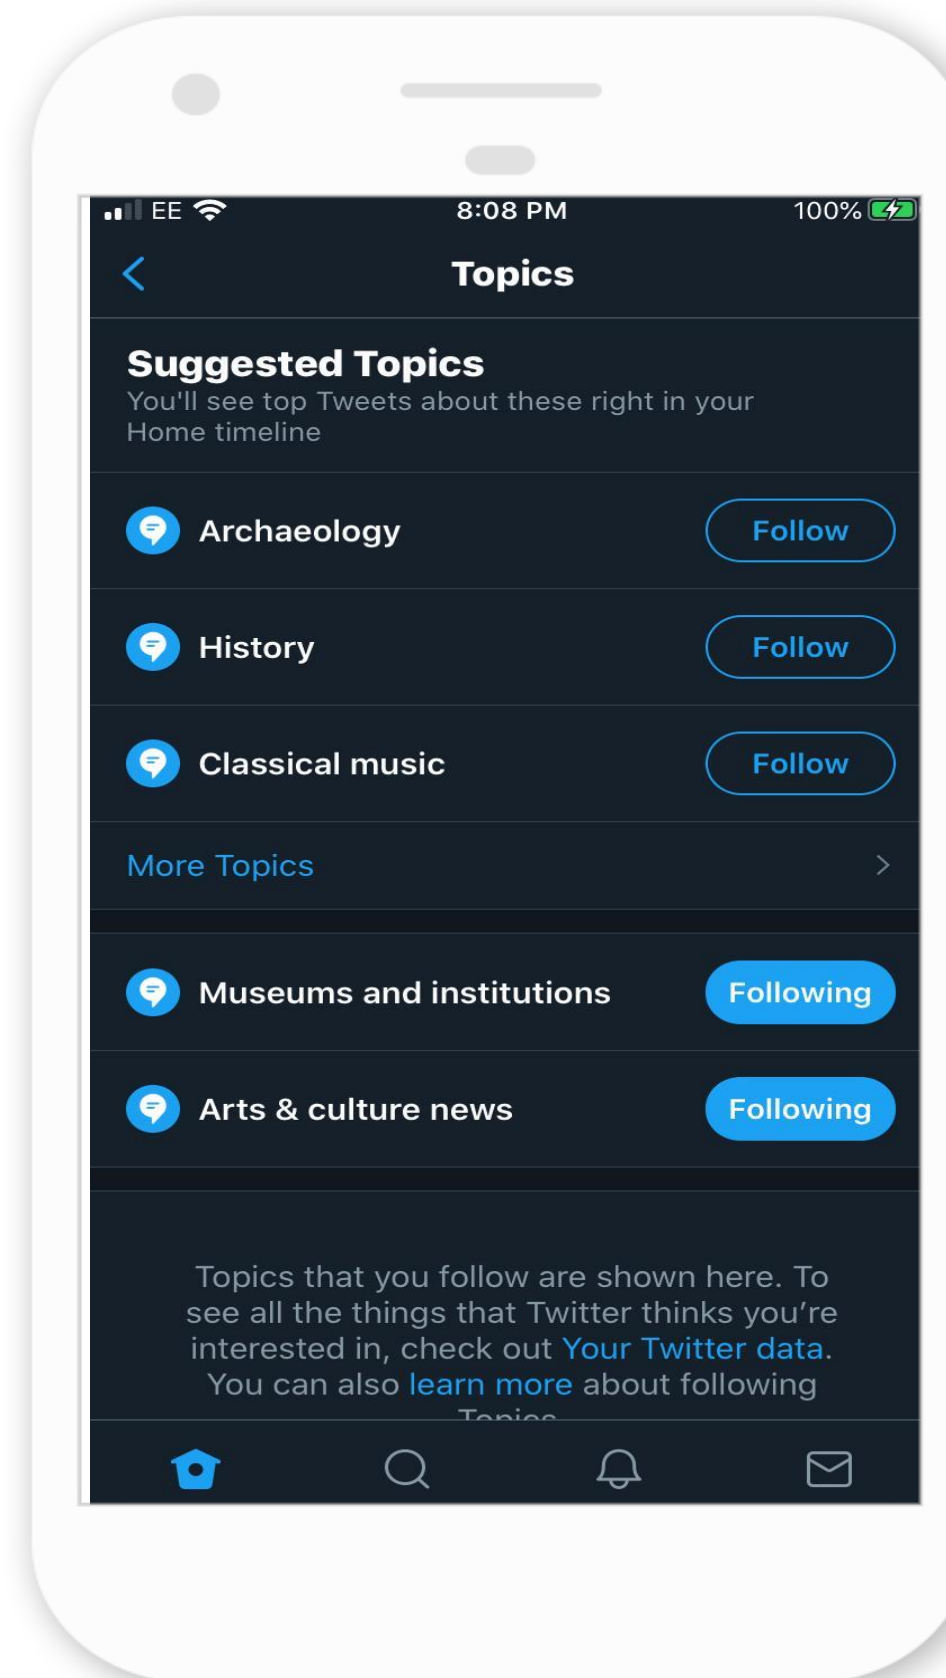 EE 8:08 PM 100%
Topics
Suggested Topics
You'll see top Tweets about these right in your
Home timeline
Archaeology Follow
History Follow
Classical music Follow
More Topics
Museums and institutions Following
Arts & culture news Following
Topics that you follow are shown here. To
see all the things that Twitter thinks you’re
interested in, check out Your Twitter data.
You can also learn more about following
Topics